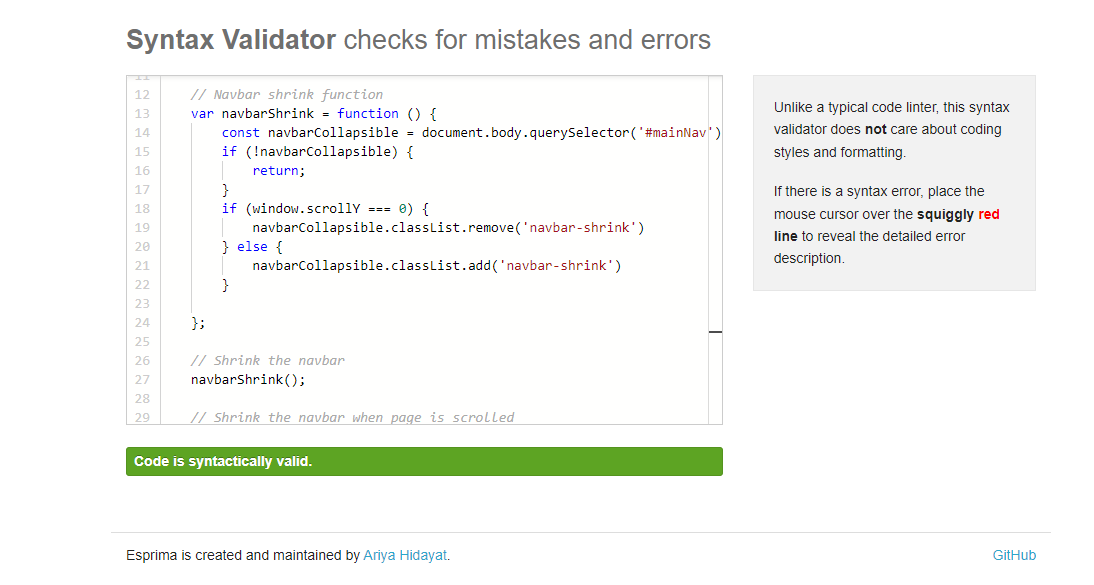 Syntax Validator checks for mistakes and errors
11
12 // Navbar shrink function
13 var navbarShrink = function () {
14 const navbarCollapsible = document.body.querySelector('#mainNav')
15 if (!navbarCollapsible) {
16 return;
17 }
18 if (window.scrollY === 0) {
19 navbarCollapsible.classList.remove('navbar-shrink')
20 } else {
21 navbarCollapsible.classList.add('navbar-shrink')
22 }
23
24 };
25
26 // Shrink the navbar
27 navbarShrink();
28
29 // Shrink the navbar when page is scrolled
Code is syntactically valid.
Unlike a typical code linter, this syntax
validator does not care about coding
styles and formatting.
If there is a syntax error, place the
mouse cursor over the squiggly red
line to reveal the detailed error
description.
Esprima is created and maintained by Ariya Hidayat.
GitHub